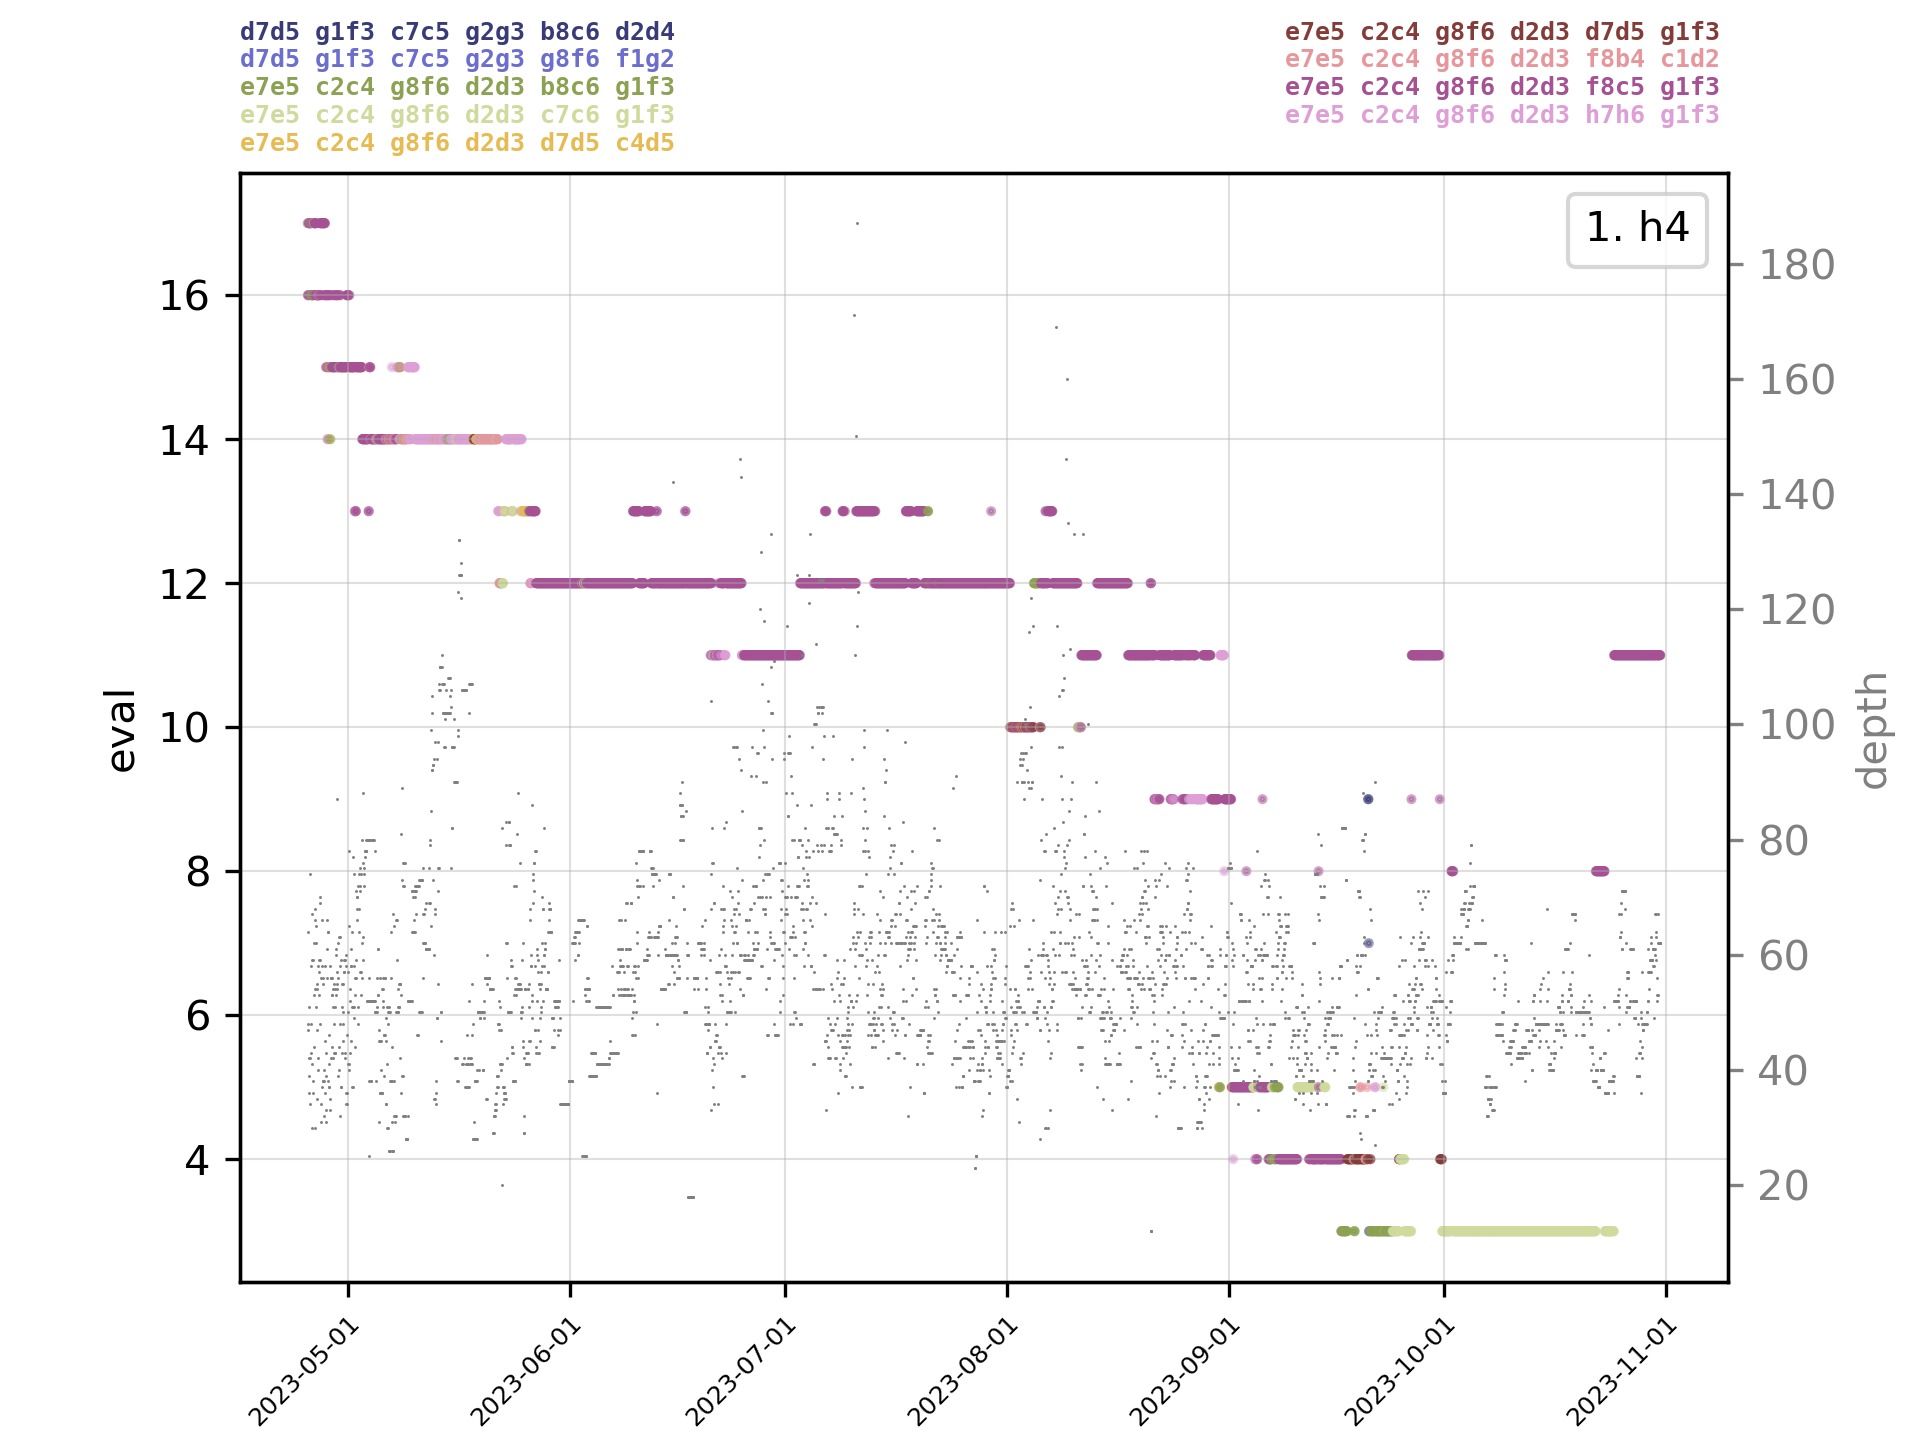 d7d5 g1f3 c7c5 g2g3 b8c6 d2d4
d7d5 g1f3 c7c5 g2g3 g8f6 f1g2
e7e5 c2c4 g8f6 d2d3 b8c6 g1f3
e7e5 c2c4 g8f6 d2d3 c7c6 g1f3
e7e5 c2c4 g8f6 d2d3 d7d5 c4d5
e7e5 c2c4 g8f6 d2d3 d7d5 g1f3
e7e5 c2c4 g8f6 d2d3 f8b4 c1d2
e7e5 c2c4 g8f6 d2d3 f8c5 g1f3
e7e5 c2c4 g8f6 d2d3 h7h6 g1f3
1. h4
eval
16
14
12
10
8
6
4
180
160
140
120
100
80
60
40
20
depth
2023-05-01
2023-06-01
2023-07-01
2023-08-01
2023-09-01
2023-10-01
2023-11-01